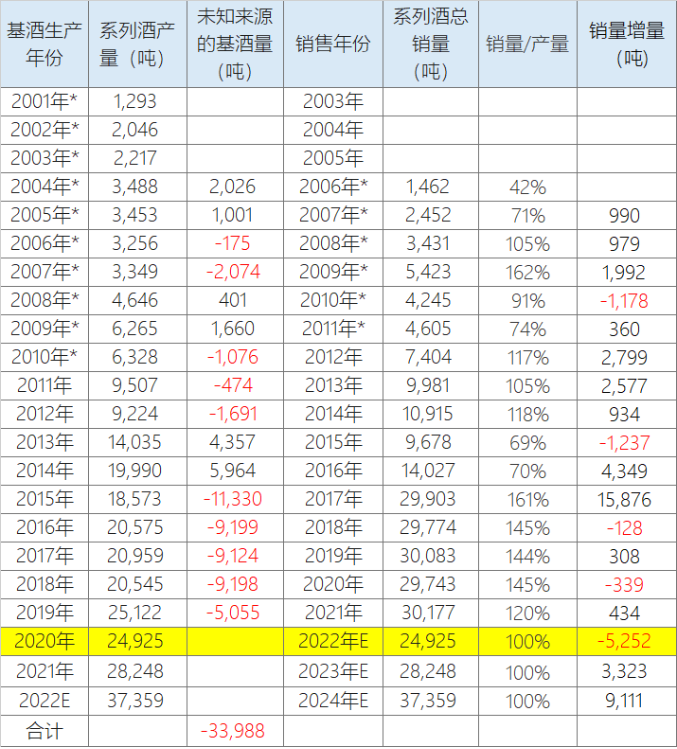 基酒生产年份 系列酒产量（吨） 未知来源的基酒量（吨） 销售年份 系列酒总销量（吨） 销量/产量 销量增量（吨）
2001年* 1,293 2003年
2002年* 2,046 2004年
2003年* 2,217 2005年
2004年* 3,488 2,026 2006年* 1,462 42%
2005年* 3,453 1,001 2007年* 2,452 71% 990
2006年* 3,256 -175 2008年* 3,431 105% 979
2007年* 3,349 -2,074 2009年* 5,423 162% 1,992
2008年* 4,646 401 2010年* 4,245 91% -1,178
2009年* 6,265 1,660 2011年* 4,605 74% 360
2010年* 6,328 -1,076 2012年 7,404 117% 2,799
2011年 9,507 -474 2013年 9,981 105% 2,577
2012年 9,224 -1,691 2014年 10,915 118% 934
2013年 14,035 4,357 2015年 9,678 69% -1,237
2014年 19,990 5,964 2016年 14,027 70% 4,349
2015年 18,573 -11,330 2017年 29,903 161% 15,876
2016年 20,575 -9,199 2018年 29,774 145% -128
2017年 20,959 -9,124 2019年 30,083 144% 308
2018年 20,545 -9,198 2020年 29,743 145% -339
2019年 25,122 -5,055 2021年 30,177 120% 434
2020年 24,925 2022年E 24,925 100% -5,252
2021年 28,248 2023年E 28,248 100% 3,323
2022E 37,359 2024年E 37,359 100% 9,111
合计 -33,988